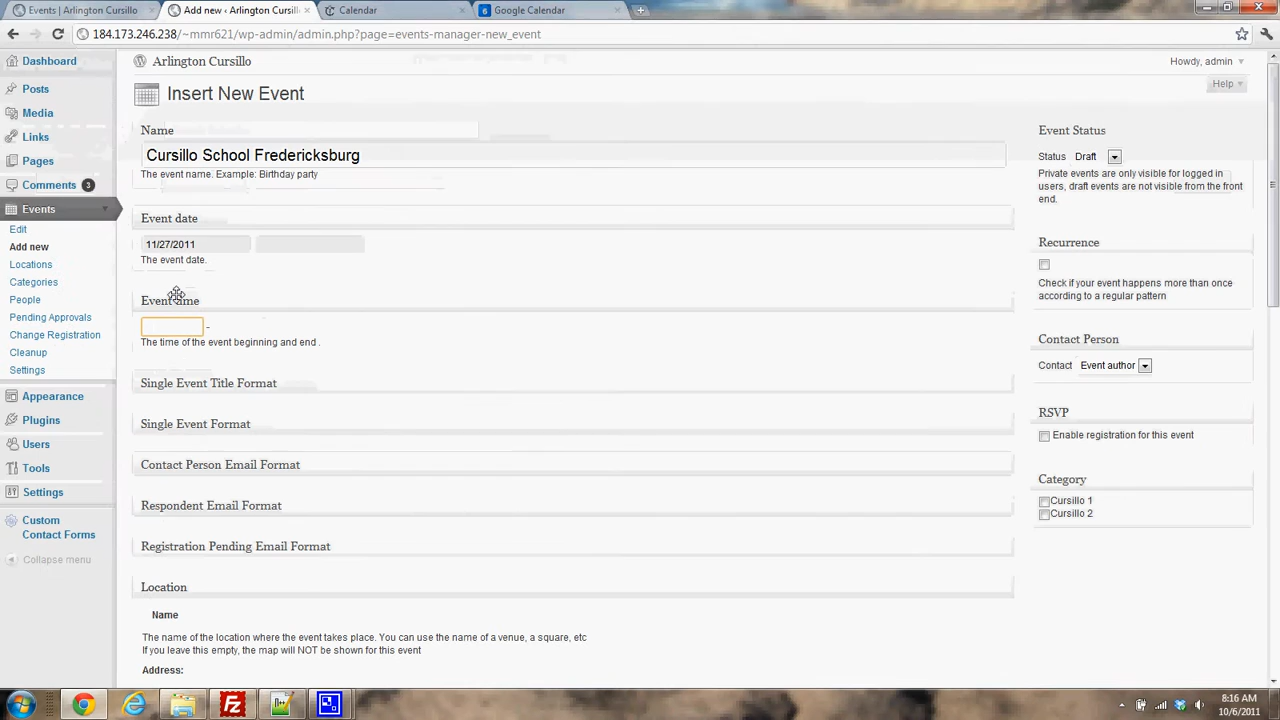 Events | Arlington Cursillo
Add new ‹ Arlington Cursill
Calendar
6 Google Calendar
184.173.246.238/~mmr621/wp-admin/admin.php?page=events-manager-new_event
Dashboard
Posts
Media
Links
Pages
Comments 3
Events
Edit
Add new
Locations
Categories
People
Pending Approvals
Change Registration
Cleanup
Settings
Appearance
Plugins
Users
Tools
Settings
Custom
Contact Forms
Collapse menu
Arlington Cursillo
Howdy, admin
Help
Insert New Event
Name
Cursillo School Fredericksburg
The event name. Example: Birthday party
Event date
11/27/2011
The event date.
Event time
-
The time of the event beginning and end .
Single Event Title Format
Single Event Format
Contact Person Email Format
Respondent Email Format
Registration Pending Email Format
Location
Name
The name of the location where the event takes place. You can use the name of a venue, a square, etc
If you leave this empty, the map will NOT be shown for this event
Address:
Event Status
Status Draft
Private events are only visible for logged in
users, draft events are not visible from the front
end.
Recurrence
Check if your event happens more than once
according to a regular pattern
Contact Person
Contact Event author
RSVP
Enable registration for this event
Category
Cursillo 1
Cursillo 2
8:16 AM
10/6/2011